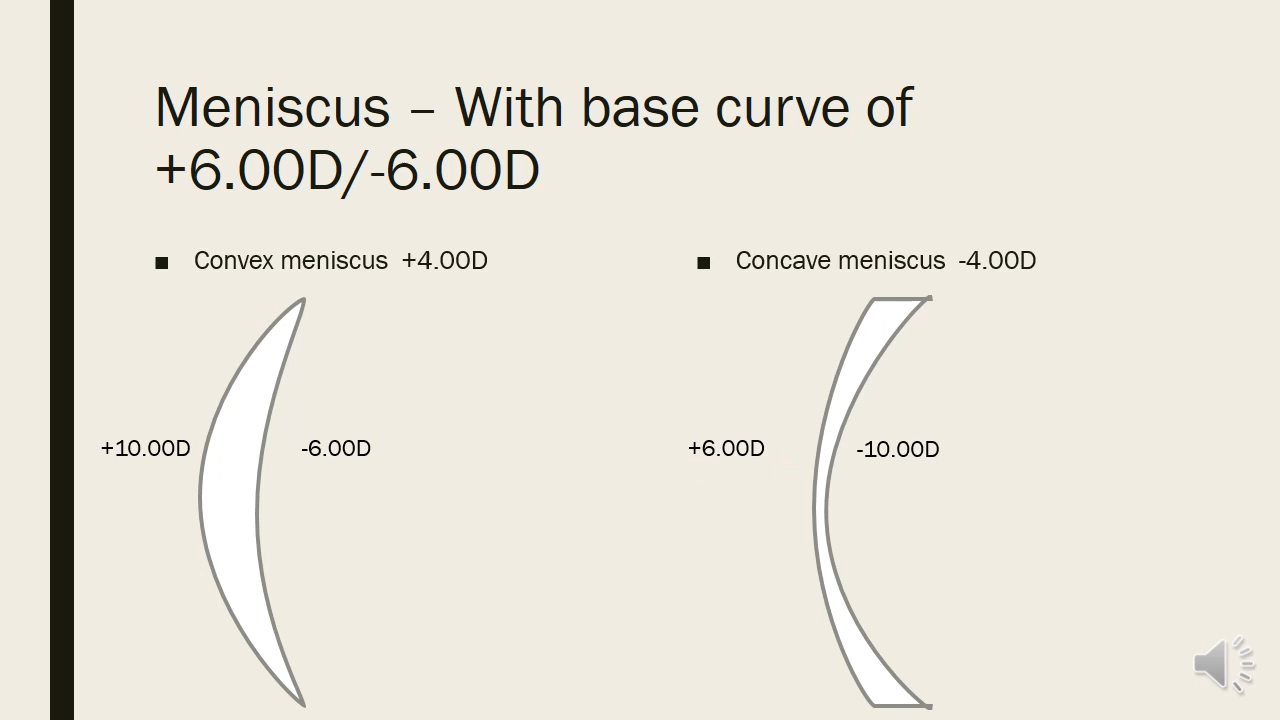 Meniscus – With base curve of
+6.00D/-6.00D
■ Convex meniscus +4.00D
■ Concave meniscus -4.00D
+10.00D
-6.00D
+6.00D
-10.00D